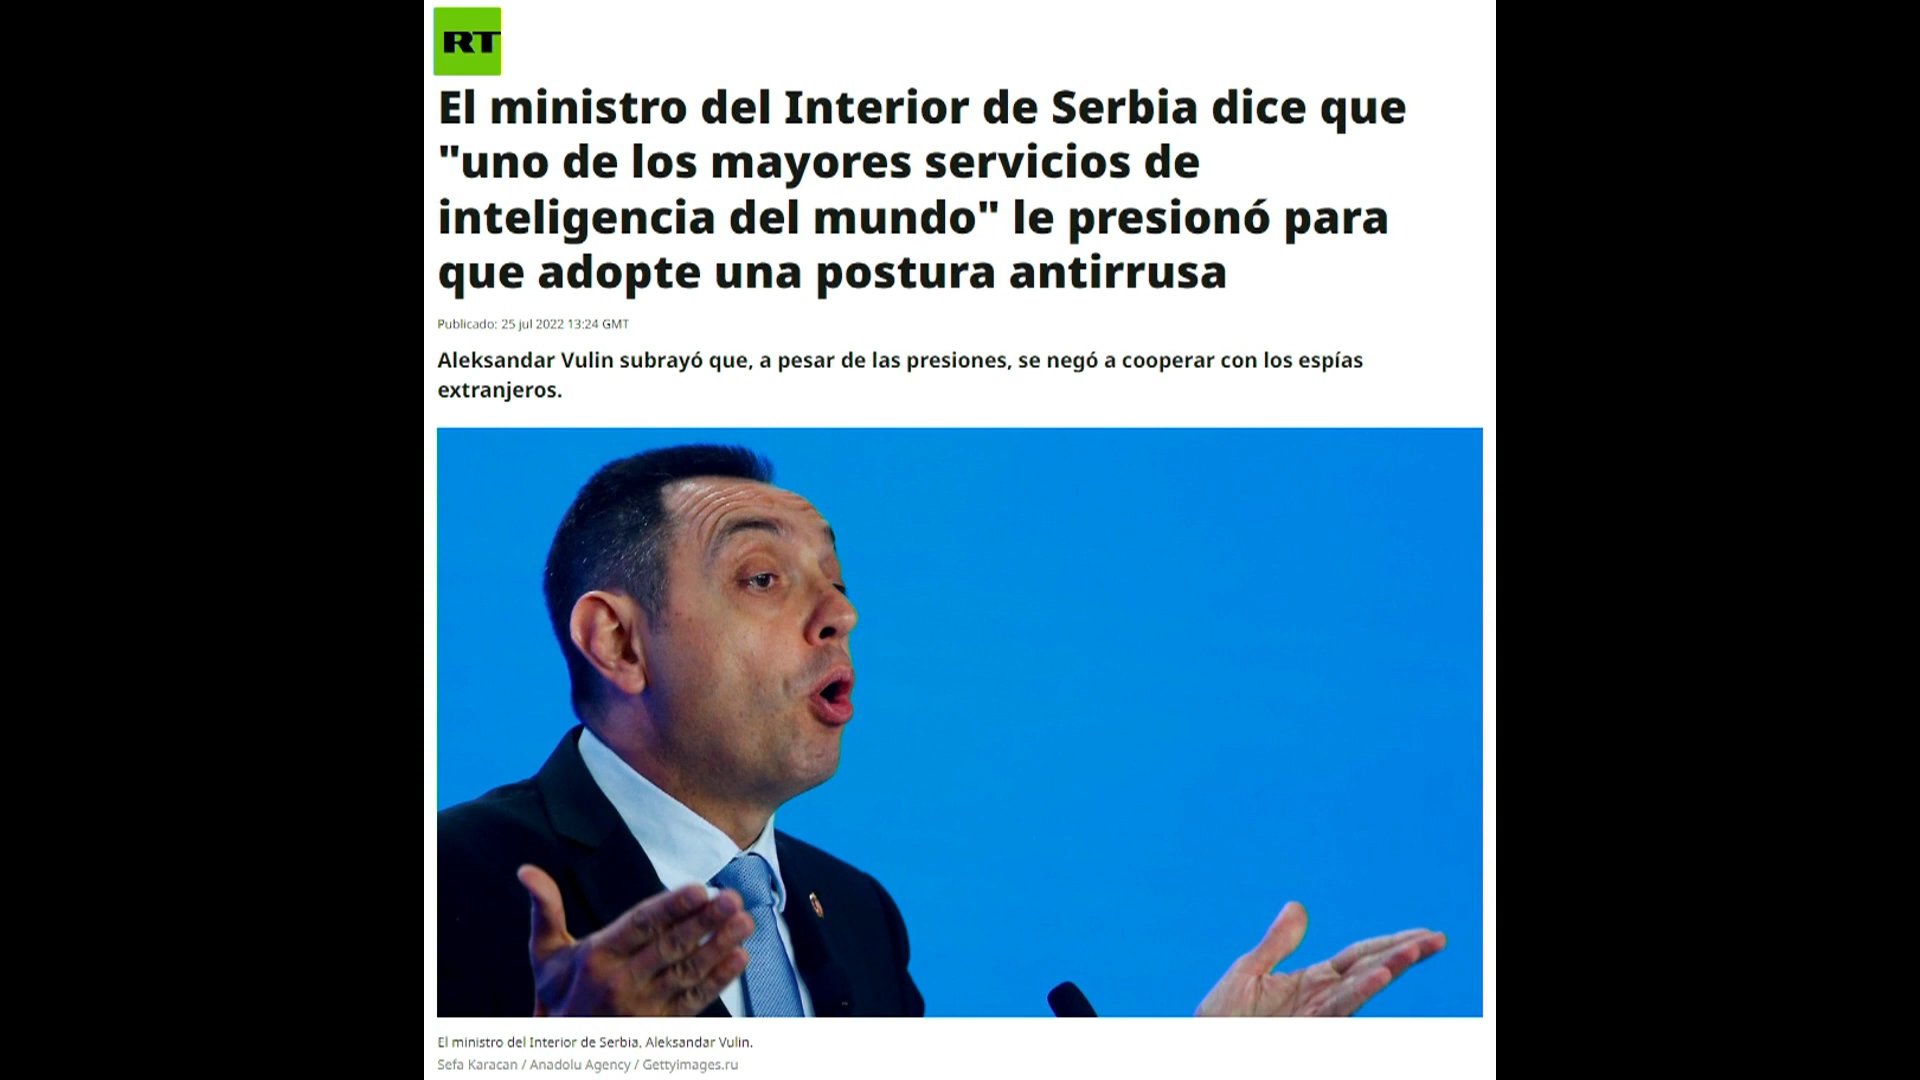 RT
El ministro del Interior de Serbia dice que
"uno de los mayores servicios de
inteligencia del mundo" le presionó para
que adopte una postura antirrusa
Publicado: 25 jul 2022 13:24 GMT
Aleksandar Vulin subrayó que, a pesar de las presiones, se negó a cooperar con los espías
extranjeros.
El ministro del Interior de Serbia, Aleksandar Vulin.
Sefa Karacan / Anadolu Agency / Gettyimages.ru